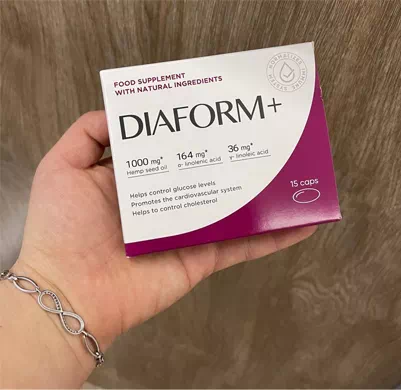 FOOD SUPPLEMENT
WITH NATURAL INGREDIENTS
DIAFORM+
1000 mg* 164 mg* 36 mg*
Hemp seed oil α- linolenic acid γ- linoleic acid
Helps control glucose levels
Promotes the cardiovascular system
Helps to control cholesterol
15 caps